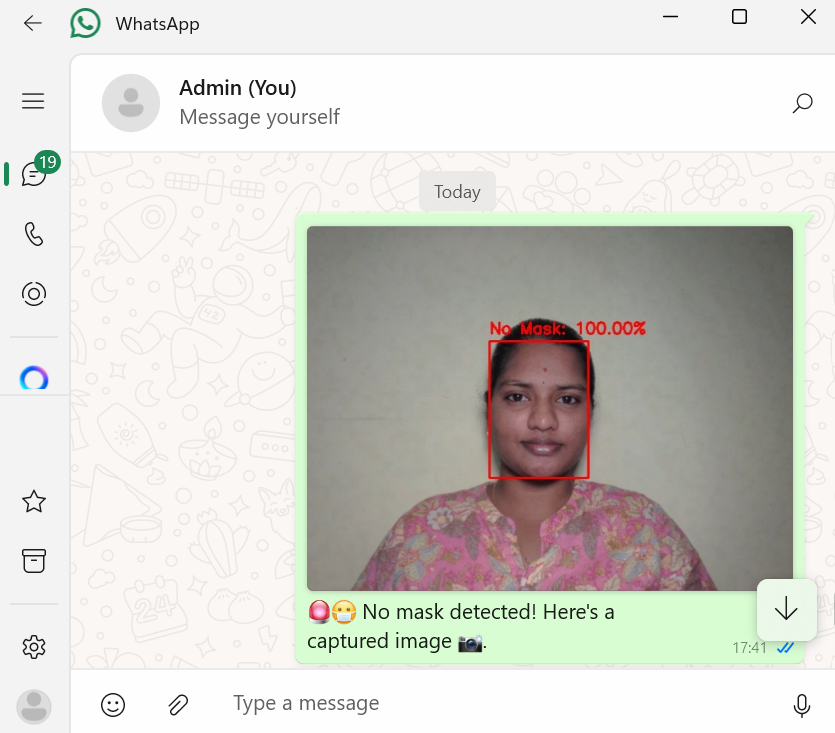 WhatsApp
Admin (You)
Message yourself
19
Today
No Mask: 100.00%
🚨😷 No mask detected! Here's a
captured image 📷.
17:41
Type a message